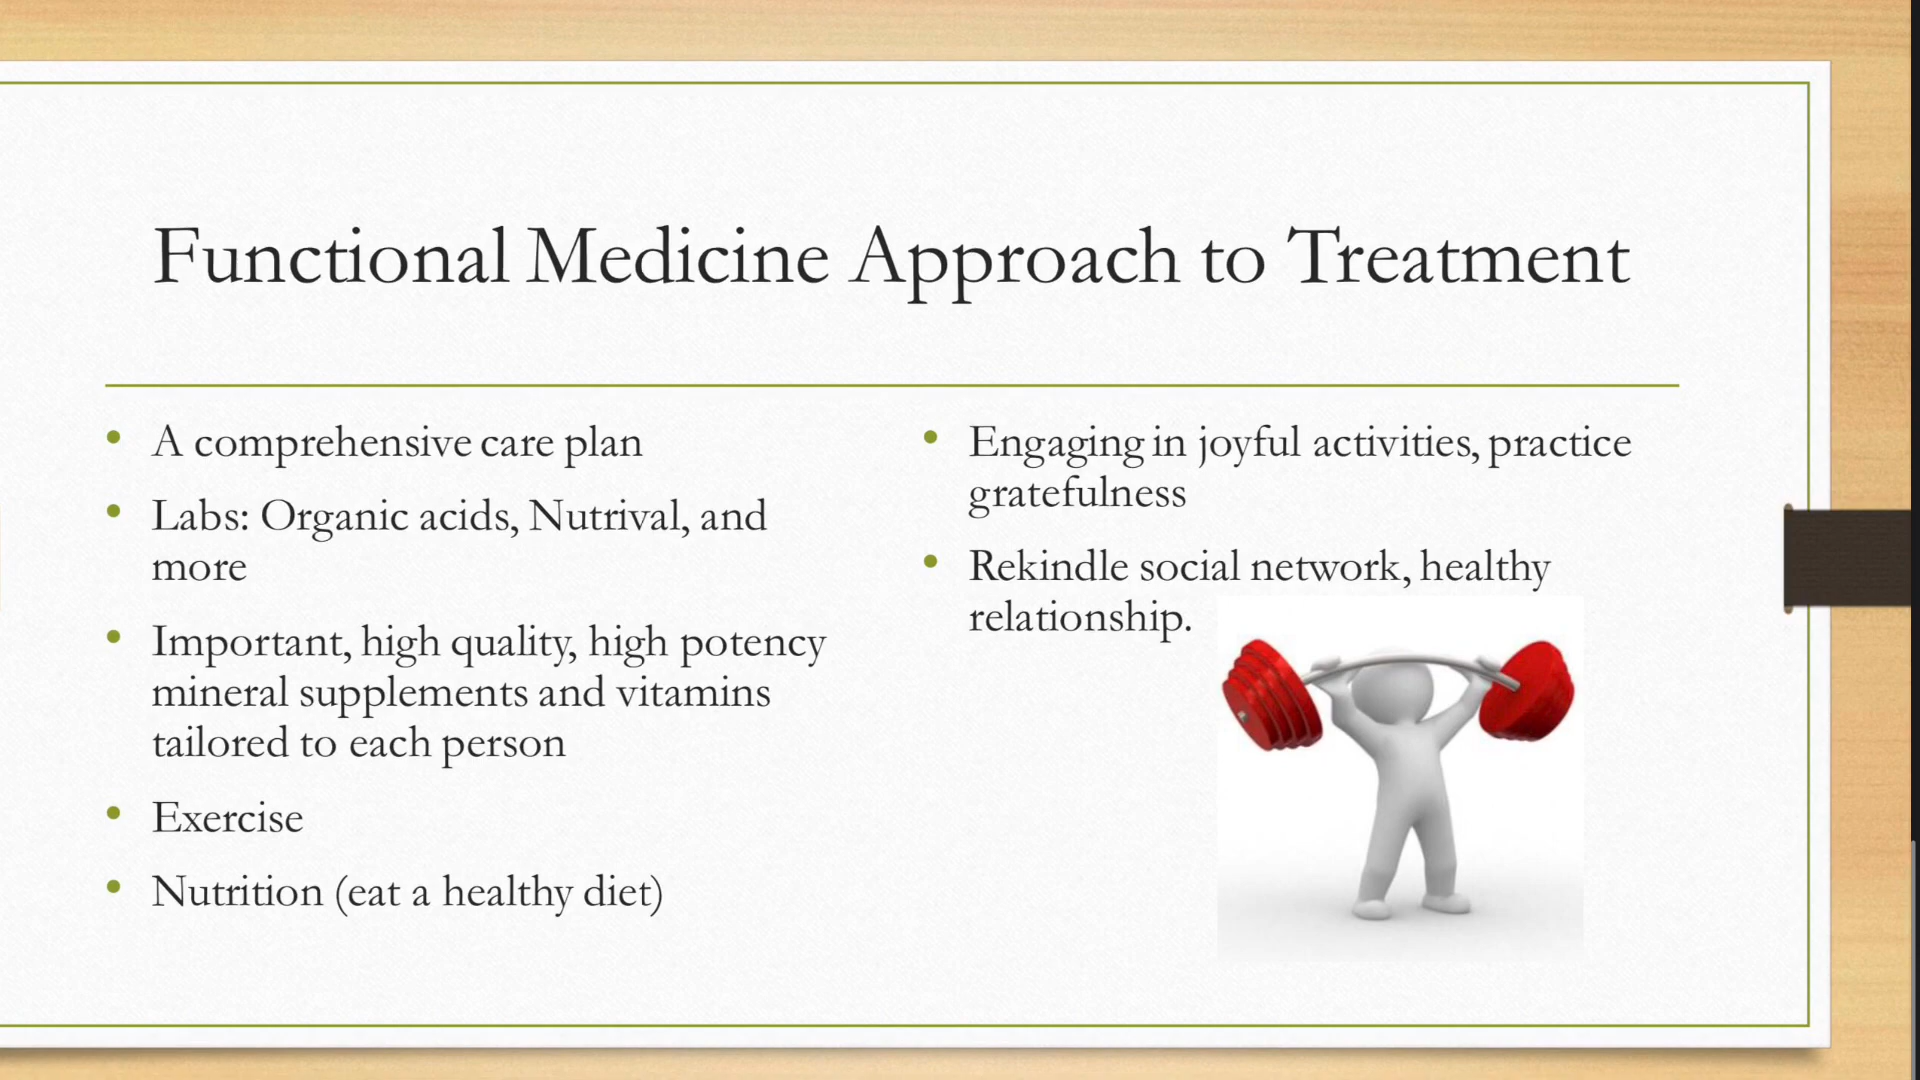 Functional Medicine Approach to Treatment
• A comprehensive care plan
• Labs: Organic acids, Nutrival, and
more
• Important, high quality, high potency
mineral supplements and vitamins
tailored to each person
• Exercise
• Nutrition (eat a healthy diet)
• Engaging in joyful activities, practice
gratefulness
• Rekindle social network, healthy
relationship.